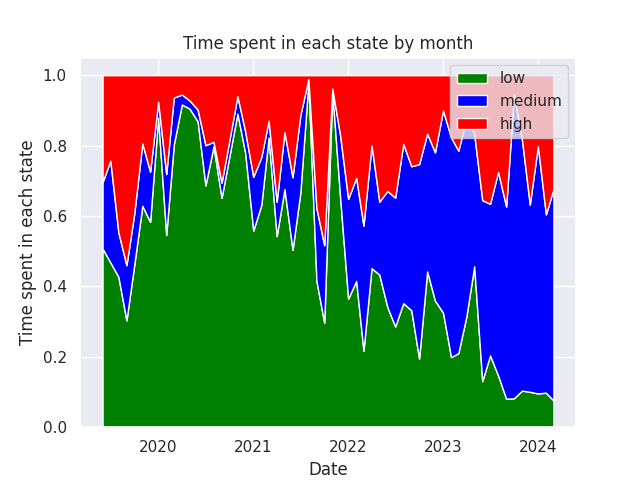 Time spent in each state by month
low
medium
high
Time spent in each state
1.0
0.8
0.6
0.4
0.2
0.0
2020 2021 2022 2023 2024
Date